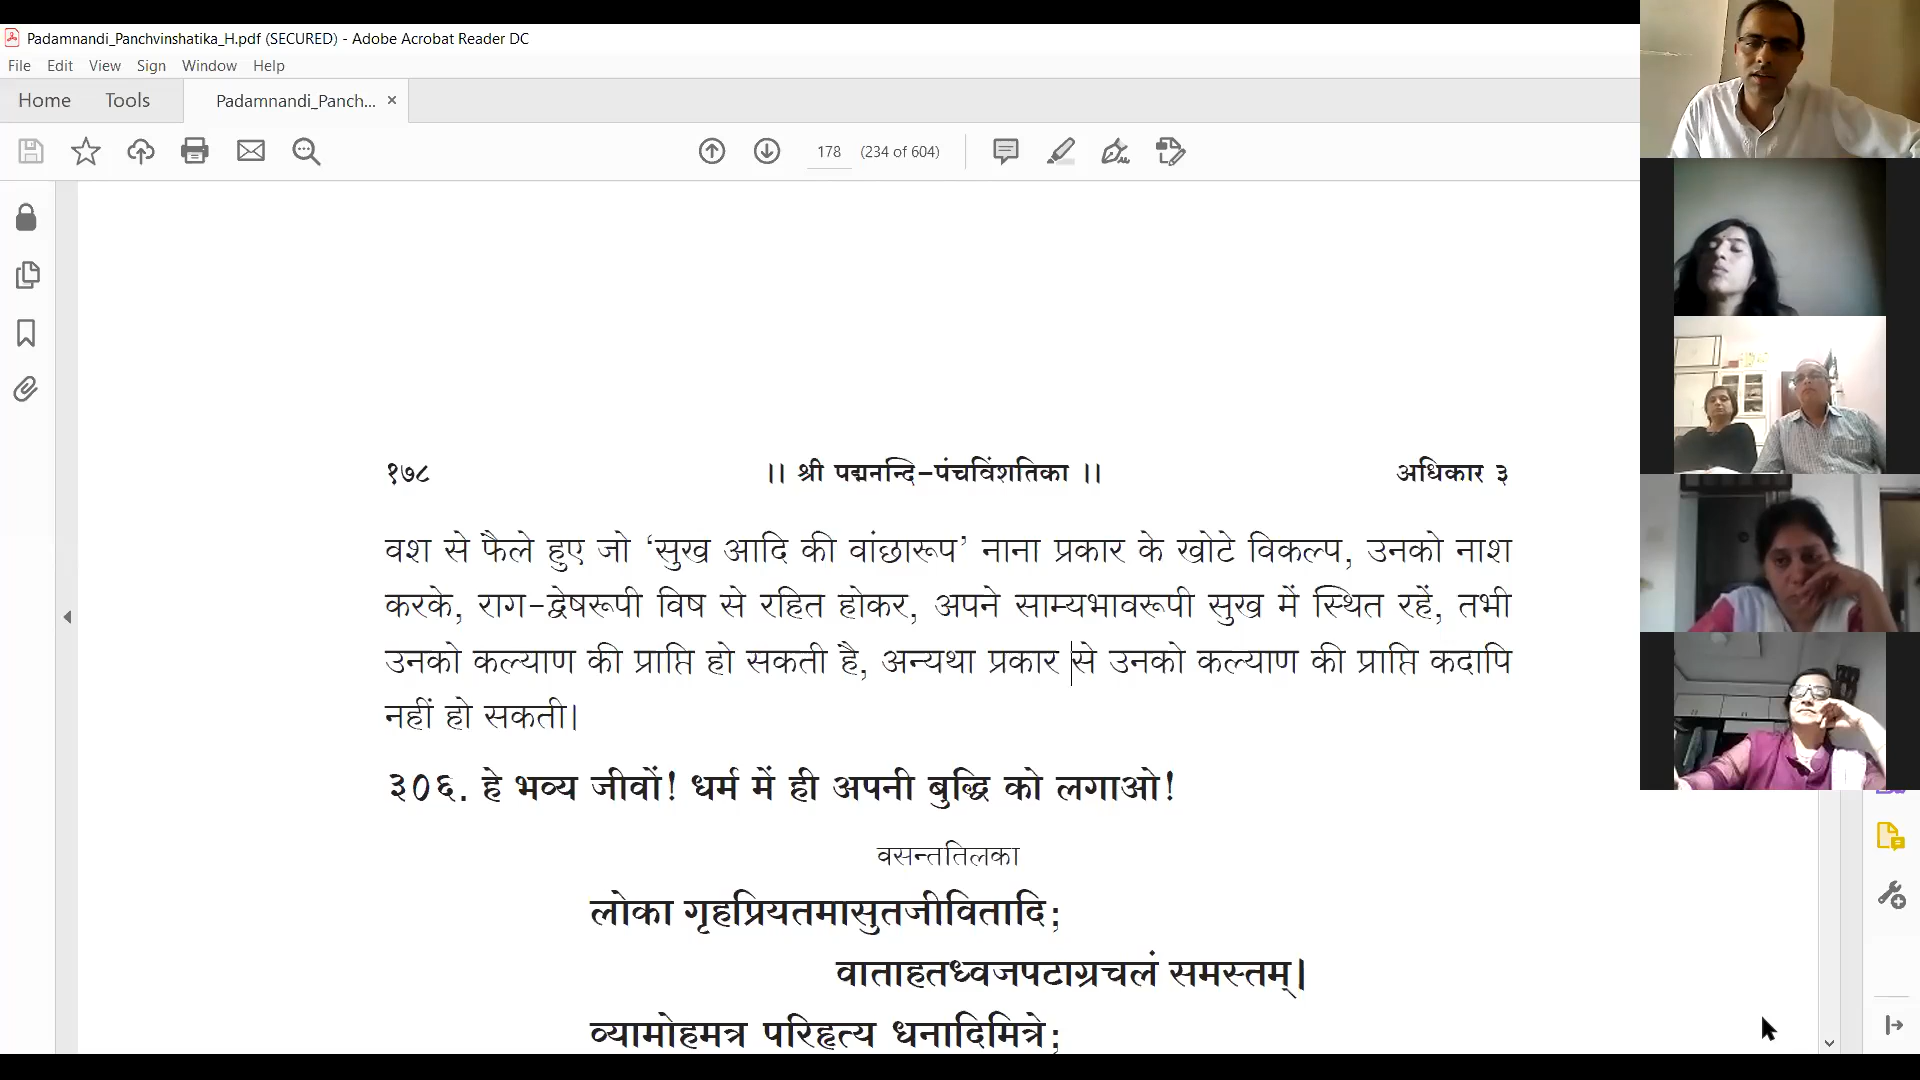 Padamnandi_Panchvinshatika_H.pdf (SECURED) - Adobe Acrobat Reader DC
File Edit View Sign Window Help
Home Tools Padamnandi_Panch... ×
178 (234 of 604)
१७८ ।। श्री पद्मनन्दि-पंचविंशतिका ।। अधिकार ३
वश से फैले हुए जो ‘सुख आदि की वांछारूप’ नाना प्रकार के खोटे विकल्प, उनको नाश
करके, राग-द्वेषरूपी विष से रहित होकर, अपने साम्यभावरूपी सुख में स्थित रहें, तभी
उनको कल्याण की प्राप्ति हो सकती है, अन्यथा प्रकार से उनको कल्याण की प्राप्ति कदापि
नहीं हो सकती।
३०६. हे भव्य जीवों! धर्म में ही अपनी बुद्धि को लगाओ!
वसन्ततिलका
लोका गृहप्रियतमासुतजीवितादि;
वाताहतध्वजपटाग्रचलं समस्तम्।
व्यामोहमत्र परिहृत्य धनादिमित्रे;